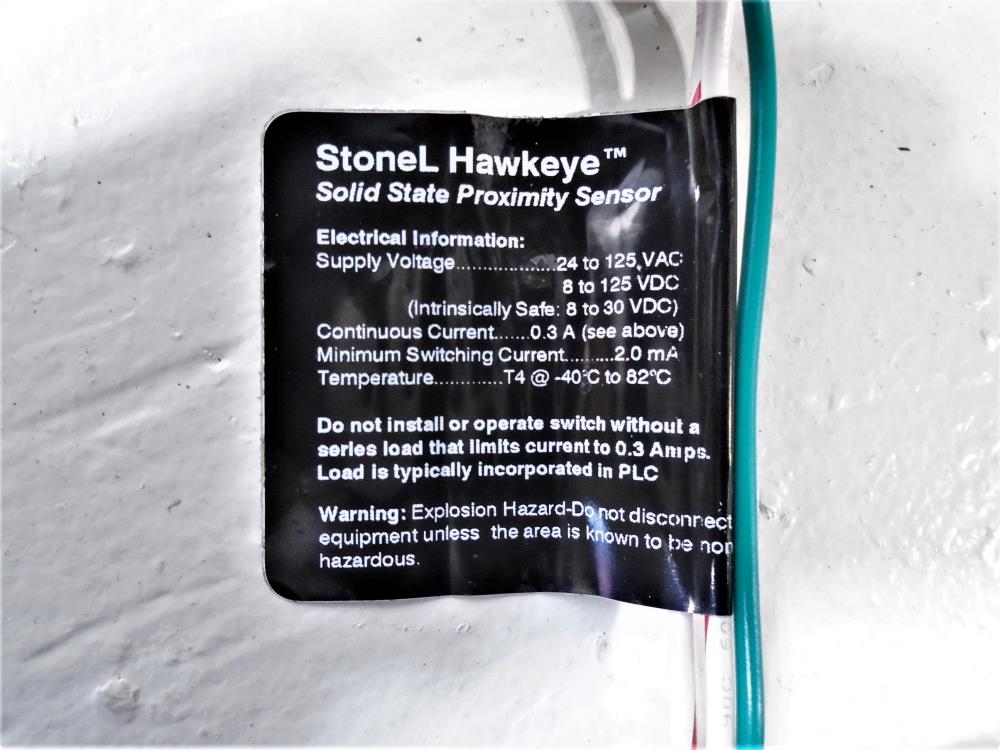 StoneL Hawkeye™
Solid State Proximity Sensor
Electrical Information:
Supply Voltage..................24 to 125 VAC
8 to 125 VDC
(Intrinsically Safe: 8 to 30 VDC)
Continuous Current......0.3 A (see above)
Minimum Switching Current.........2.0 mA
Temperature............T4 @ -40°C to 82°C
Do not install or operate switch without a
series load that limits current to 0.3 Amps.
Load is typically incorporated in PLC
Warning: Explosion Hazard-Do not disconnect
equipment unless the area is known to be non
hazardous.